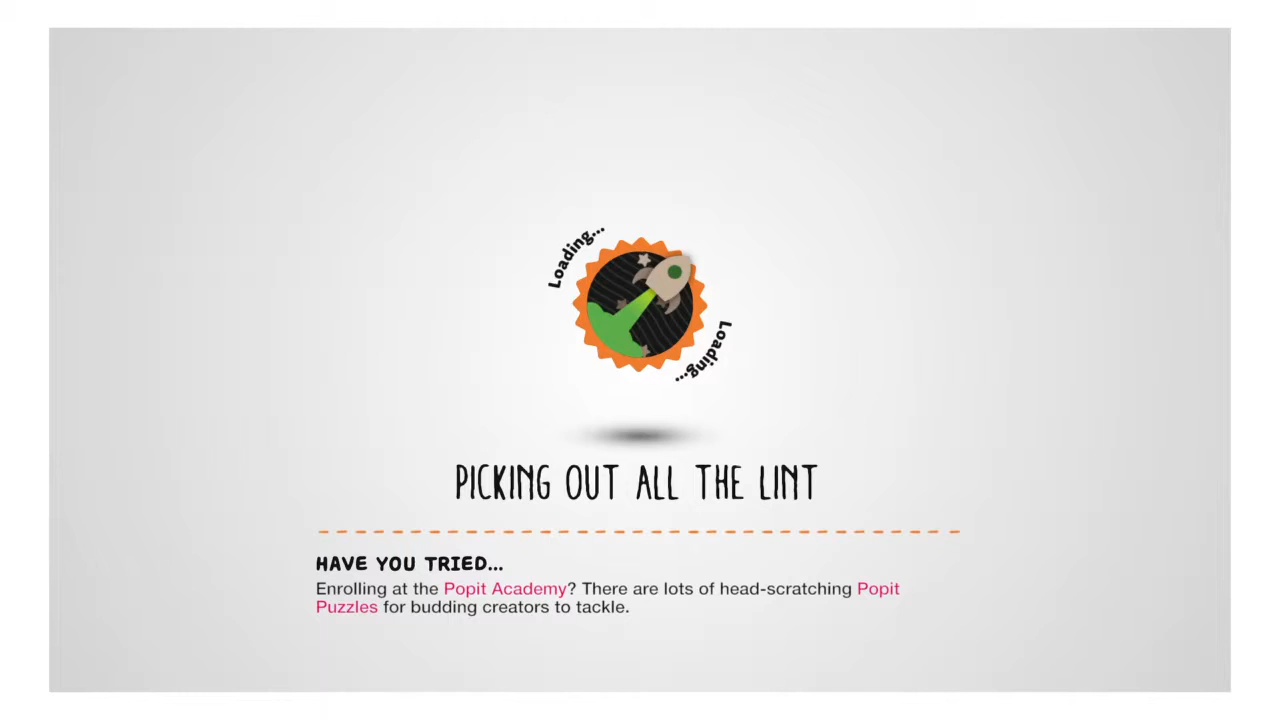 Loading...
Loading...
PICKING OUT ALL THE LINT
HAVE YOU TRIED...
Enrolling at the Popit Academy? There are lots of head-scratching Popit
Puzzles for budding creators to tackle.